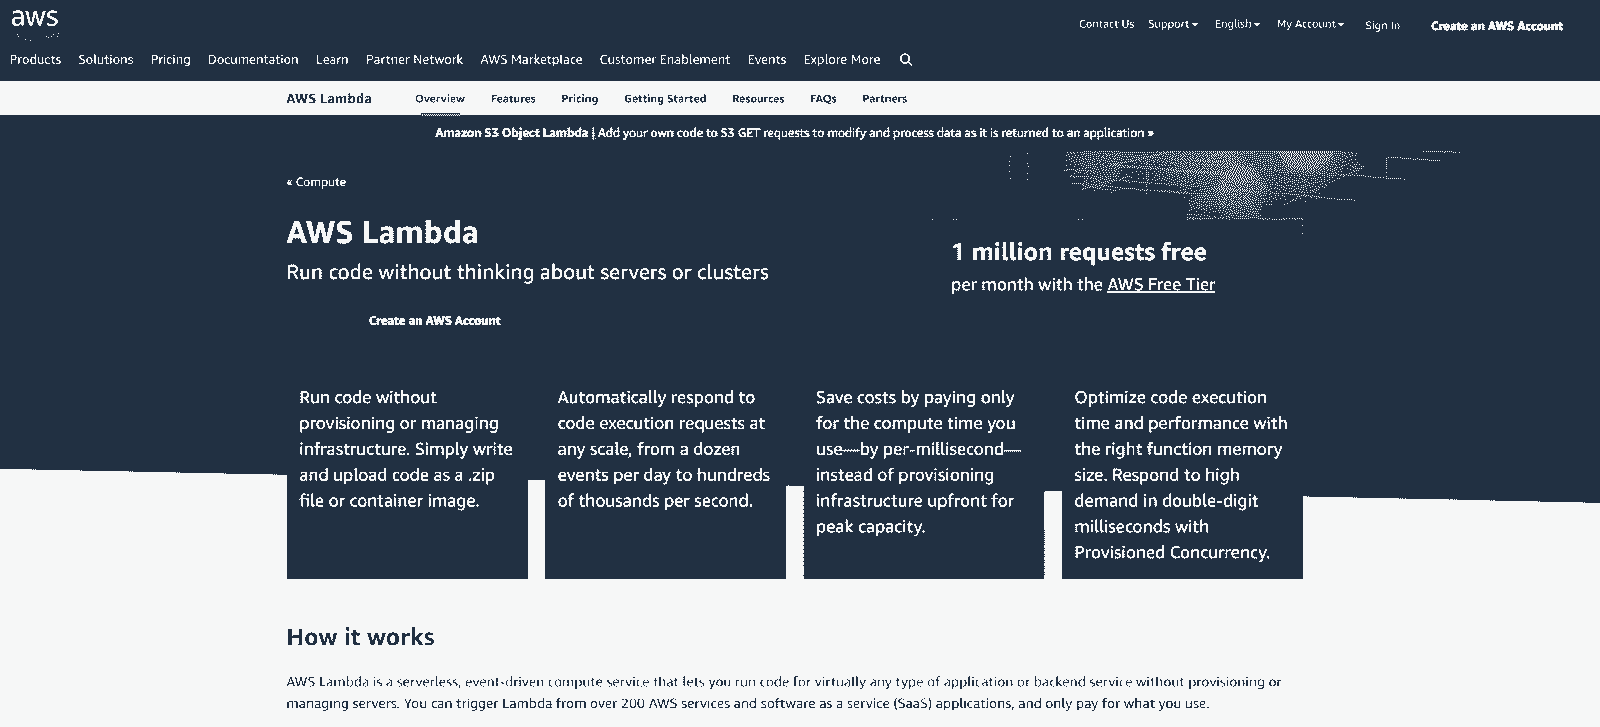 aws
Contact Us Support English My Account Sign In Create an AWS Account
Products Solutions Pricing Documentation Learn Partner Network AWS Marketplace Customer Enablement Events Explore More
AWS Lambda Overview Features Pricing Getting Started Resources FAQs Partners
Amazon S3 Object Lambda | Add your own code to S3 GET requests to modify and process data as it is returned to an application »
« Compute
AWS Lambda
Run code without thinking about servers or clusters
Create an AWS Account
1 million requests free
per month with the AWS Free Tier
Run code without
provisioning or managing
infrastructure. Simply write
and upload code as a .zip
file or container image.
Automatically respond to
code execution requests at
any scale, from a dozen
events per day to hundreds
of thousands per second.
Save costs by paying only
for the compute time you
use—by per-millisecond—
instead of provisioning
infrastructure upfront for
peak capacity.
Optimize code execution
time and performance with
the right function memory
size. Respond to high
demand in double-digit
milliseconds with
Provisioned Concurrency.
How it works
AWS Lambda is a serverless, event-driven compute service that lets you run code for virtually any type of application or backend service without provisioning or
managing servers. You can trigger Lambda from over 200 AWS services and software as a service (SaaS) applications, and only pay for what you use.